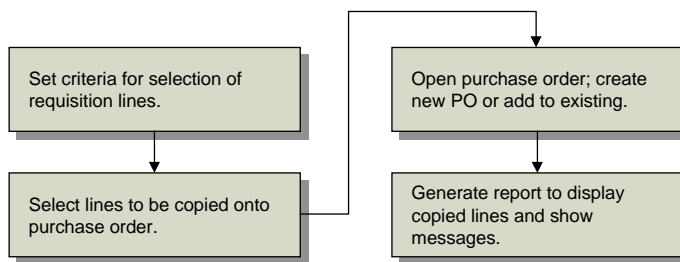 Set criteria for selection of
requisition lines.
Select lines to be copied onto
purchase order.
Open purchase order; create
new PO or add to existing.
Generate report to display
copied lines and show
messages.